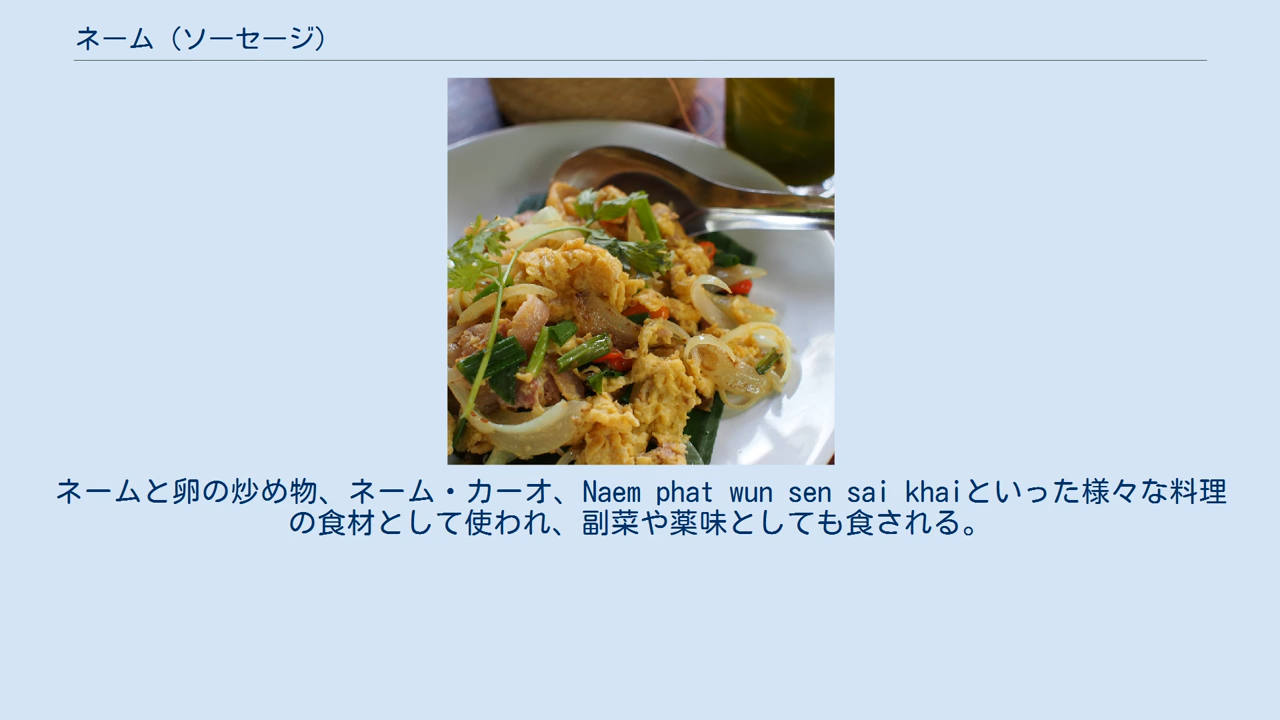 ネーム（ソーセージ）
ネームと卵の炒め物、ネーム・カーオ、Naem phat wun sen sai khaiといった様々な料理
の食材として使われ、副菜や薬味としても食される。